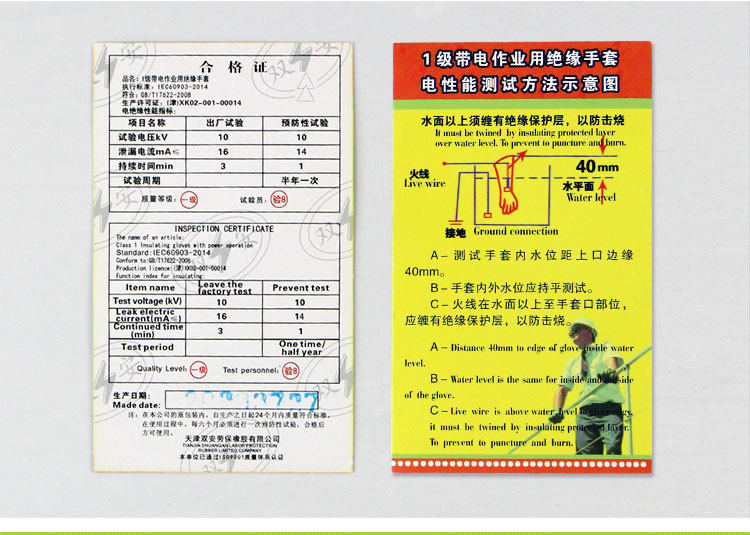 合格证
品名：1级带电作业用绝缘手套
执行标准：IEC60903-2014
符合：GB/T17622-2008
生产许可证：(津)XK02-001-00014
电绝缘性能指标：
项目名称 出厂试验 预防性试验
试验电压kV 10 10
泄漏电流mA≤ 16 14
持续时间min 3 1
试验周期 半年一次
质量等级： 一级 试验员： 验8
INSPECTION CERTIFICATE
The name of an article:
Class 1 Insulating gloves with power operation
Standard:IEC60903-2014
Conform to:GB/T17622-2008
Production licence:(津)XK02-001-00014
Function index for insulating:
Item name Leave the factory test Prevent test
Test voltage (kV) 10 10
Leak electric current(mA≤) 16 14
Continued time (min) 3 1
Test period One time/ half year
Quality Level: 一级 Test personnel: 验8
生产日期：
Made date:
注：在本公司的原包装内，自生产之日起24个月内质量符合标准，
在使用过程中，每六个月必须进行一次预防性试验，合格后
方可使用。
天津双安劳保橡胶有限公司
TIANJIN SHUANGAN LABOR PROTECTION
RUBBER LIMITED COMPANY
本单位已通过ISO9001质量体系认证
双安
1级带电作业用绝缘手套
电性能测试方法示意图
水面以上须缠有绝缘保护层，以防击烧
It must be twined by insulating protected layer
over water level. To prevent to puncture and burn.
火线
Live wire
40mm
水平面
Water level
接地 Ground connection
A－测试手套内水位距上口边缘
40mm。
B－手套内外水位应持平测试。
C－火线在水面以上至手套口部位，
应缠有绝缘保护层，以防击烧。
A－Distance 40mm to edge of glove inside water
level.
B－Water level is the same for inside and outside
of the glove.
C－Live wire is above water level to glove edgs,
it must be twined by insulating protected layer.
To prevent to puncture and burn.